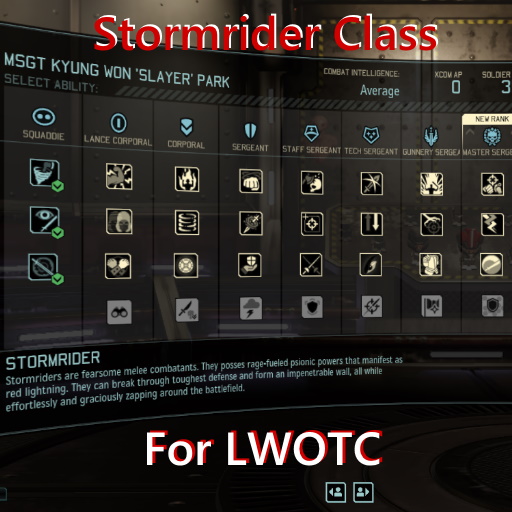 Stormrider Class
MSGT KYUNG WON 'SLAYER' PARK
SELECT ABILITY:
COMBAT INTELLIGENCE:
Average
XCOM AP
0
SOLDIER
3
NEW RANK
SQUADDIE
LANCE CORPORAL
CORPORAL
SERGEANT
STAFF SERGEANT
TECH SERGEANT
GUNNERY SERGEA
MASTER SERGE
STORMRIDER
Stormriders are fearsome melee combatants. They posses rage-fueled psionic powers that manifest as
red lightning. They can break through toughest defense and form an impenetrable wall, all while
effortlessly and graciously zapping around the battlefield.
For LWOTC